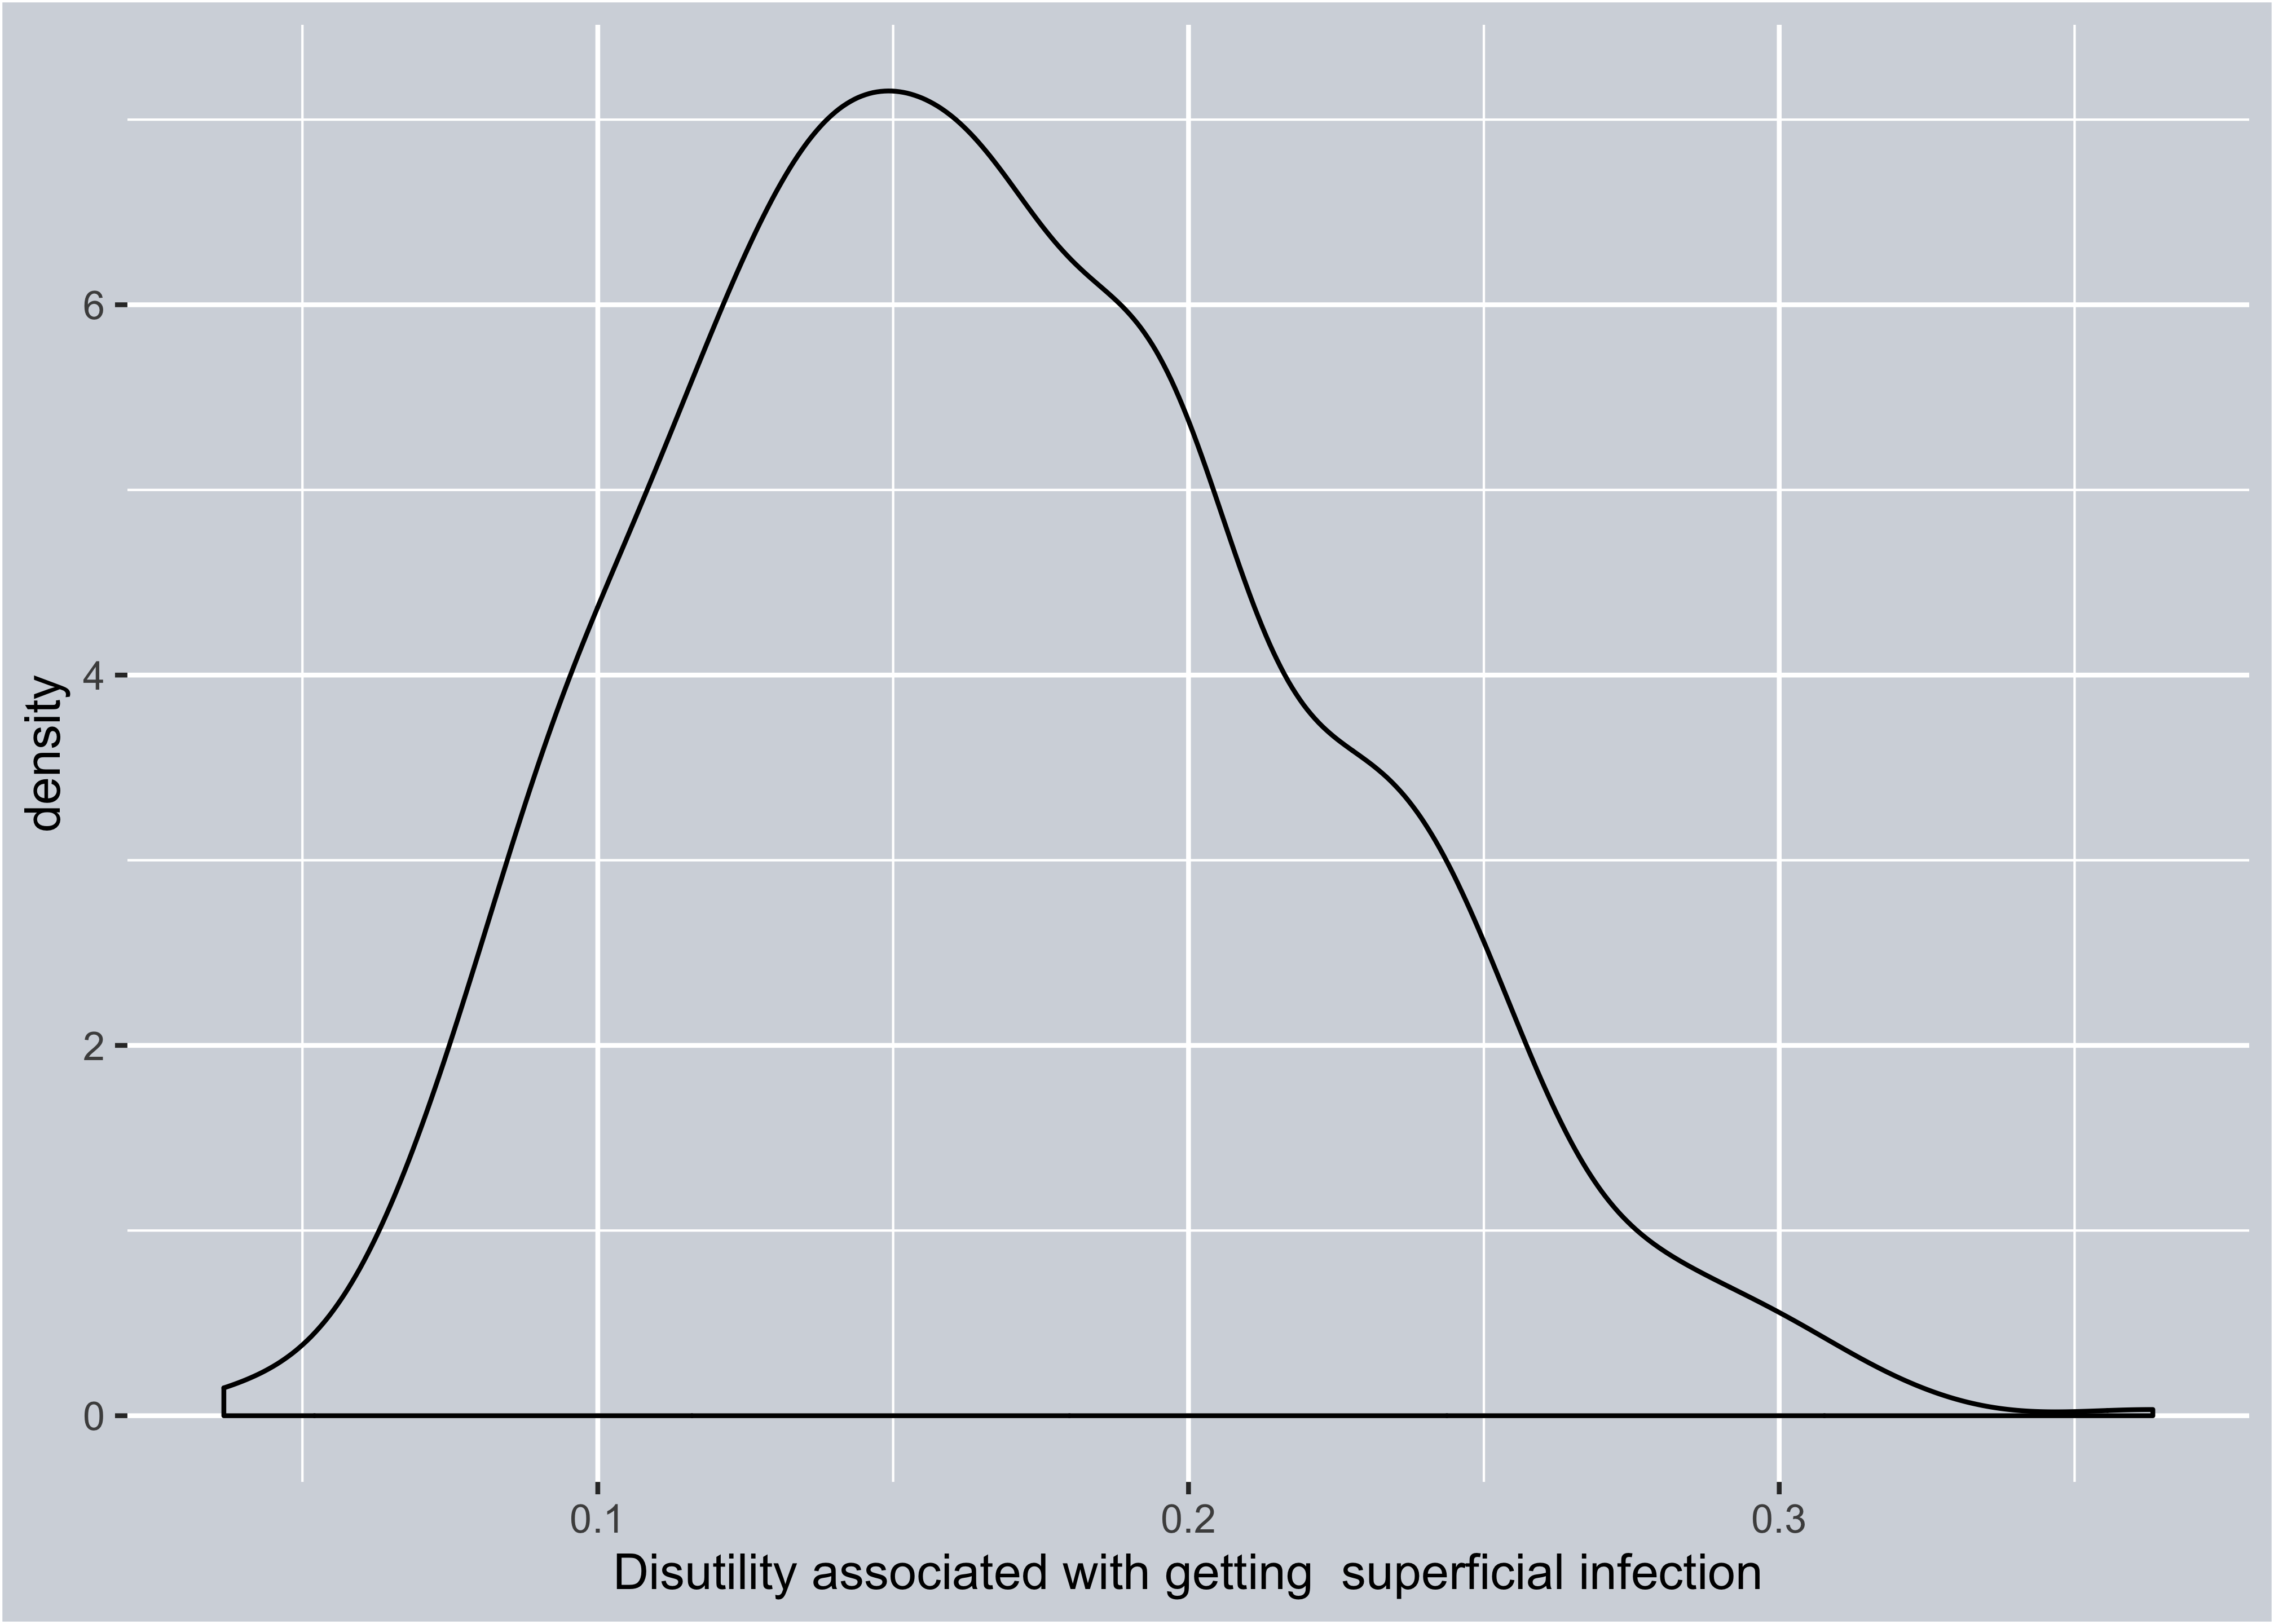 density
6
4
2
0
0.1 0.2 0.3
Disutility associated with getting  superficial infection